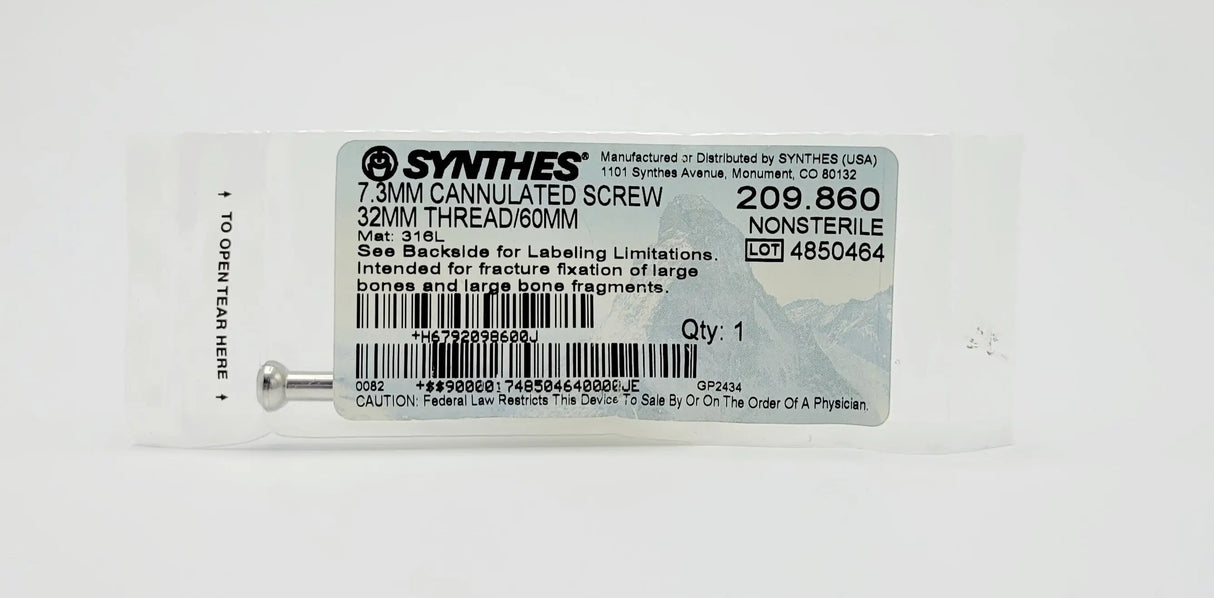 ↑ TO OPEN TEAR HERE ↑
SYNTHES®
Manufactured or Distributed by SYNTHES (USA)
1101 Synthes Avenue, Monument, CO 80132
7.3MM CANNULATED SCREW
32MM THREAD/60MM
209.860
NONSTERILE
LOT 4850464
Mat: 316L
See Backside for Labeling Limitations.
Intended for fracture fixation of large
bones and large bone fragments.
+H6792098600J
Qty: 1
0082 +$$9000017485046400000JE GP2434
CAUTION: Federal Law Restricts This Device To Sale By Or On The Order Of A Physician.